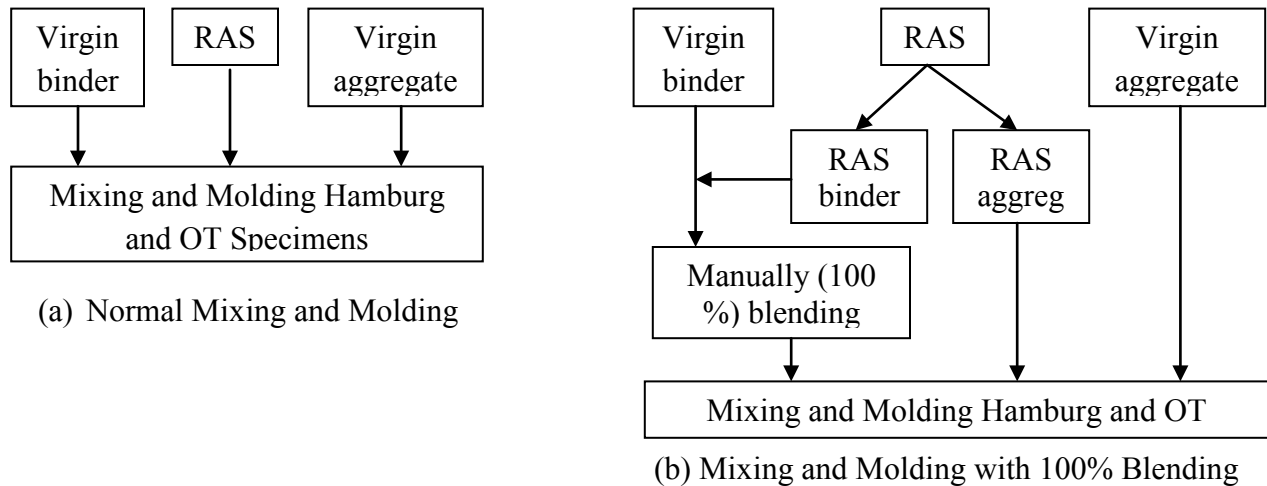 Virgin
binder
RAS
Virgin
aggregate
Mixing and Molding Hamburg
and OT Specimens
(a) Normal Mixing and Molding
Virgin
binder
RAS
Virgin
aggregate
RAS
binder
RAS
aggreg
Manually (100
%) blending
Mixing and Molding Hamburg and OT
(b) Mixing and Molding with 100% Blending